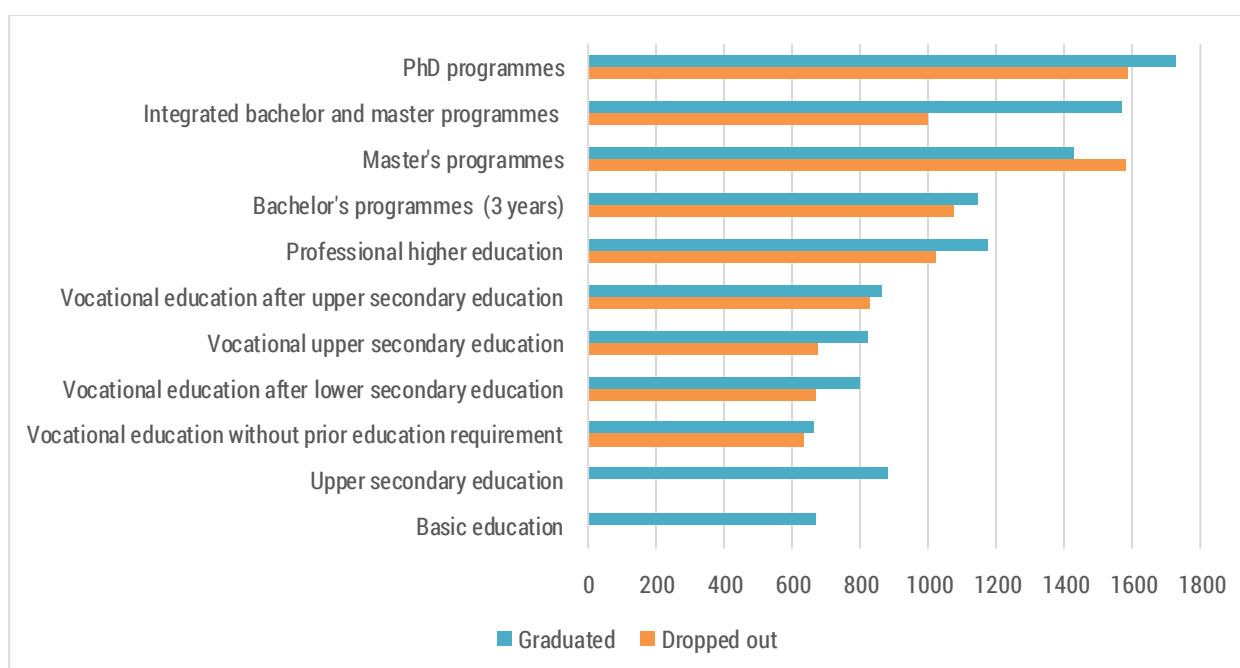 PhD programmes
Integrated bachelor and master programmes
Master's programmes
Bachelor's programmes (3 years)
Professional higher education
Vocational education after upper secondary education
Vocational upper secondary education
Vocational education after lower secondary education
Vocational education without prior education requirement
Upper secondary education
Basic education
0 200 400 600 800 1000 1200 1400 1600 1800
Graduated Dropped out